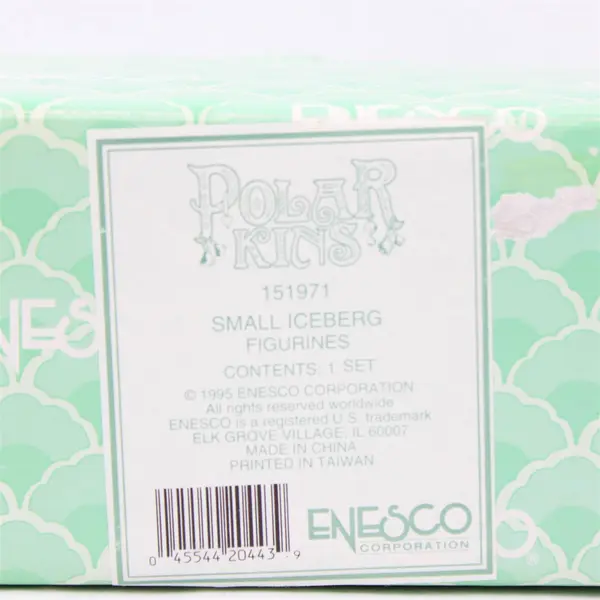 ENESCO
POLAR
KINS
151971
SMALL ICEBERG
FIGURINES
CONTENTS: 1 SET
© 1995 ENESCO CORPORATION
All rights reserved worldwide
ENESCO is a registered U.S. trademark
ELK GROVE VILLAGE, IL 60007
MADE IN CHINA
PRINTED IN TAIWAN
0 45544 20443 9
ENESCO
CORPORATION